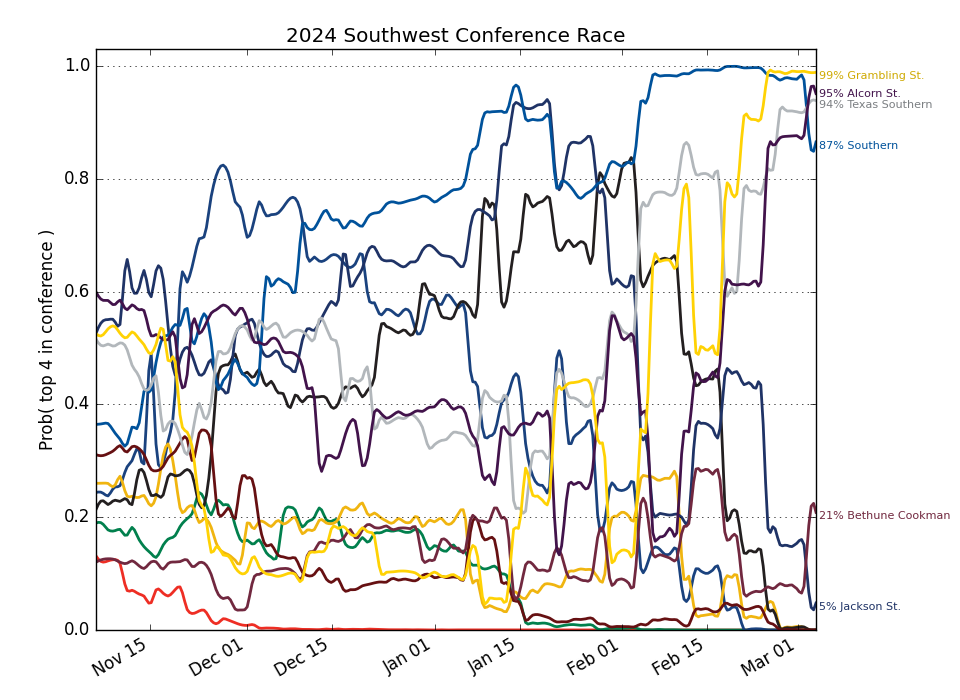 2024 Southwest Conference Race
Prob( top 4 in conference )
1.0
0.8
0.6
0.4
0.2
0.0
Nov 15
Dec 01
Dec 15
Jan 01
Jan 15
Feb 01
Feb 15
Mar 01
99% Grambling St.
95% Alcorn St.
94% Texas Southern
87% Southern
21% Bethune Cookman
5% Jackson St.